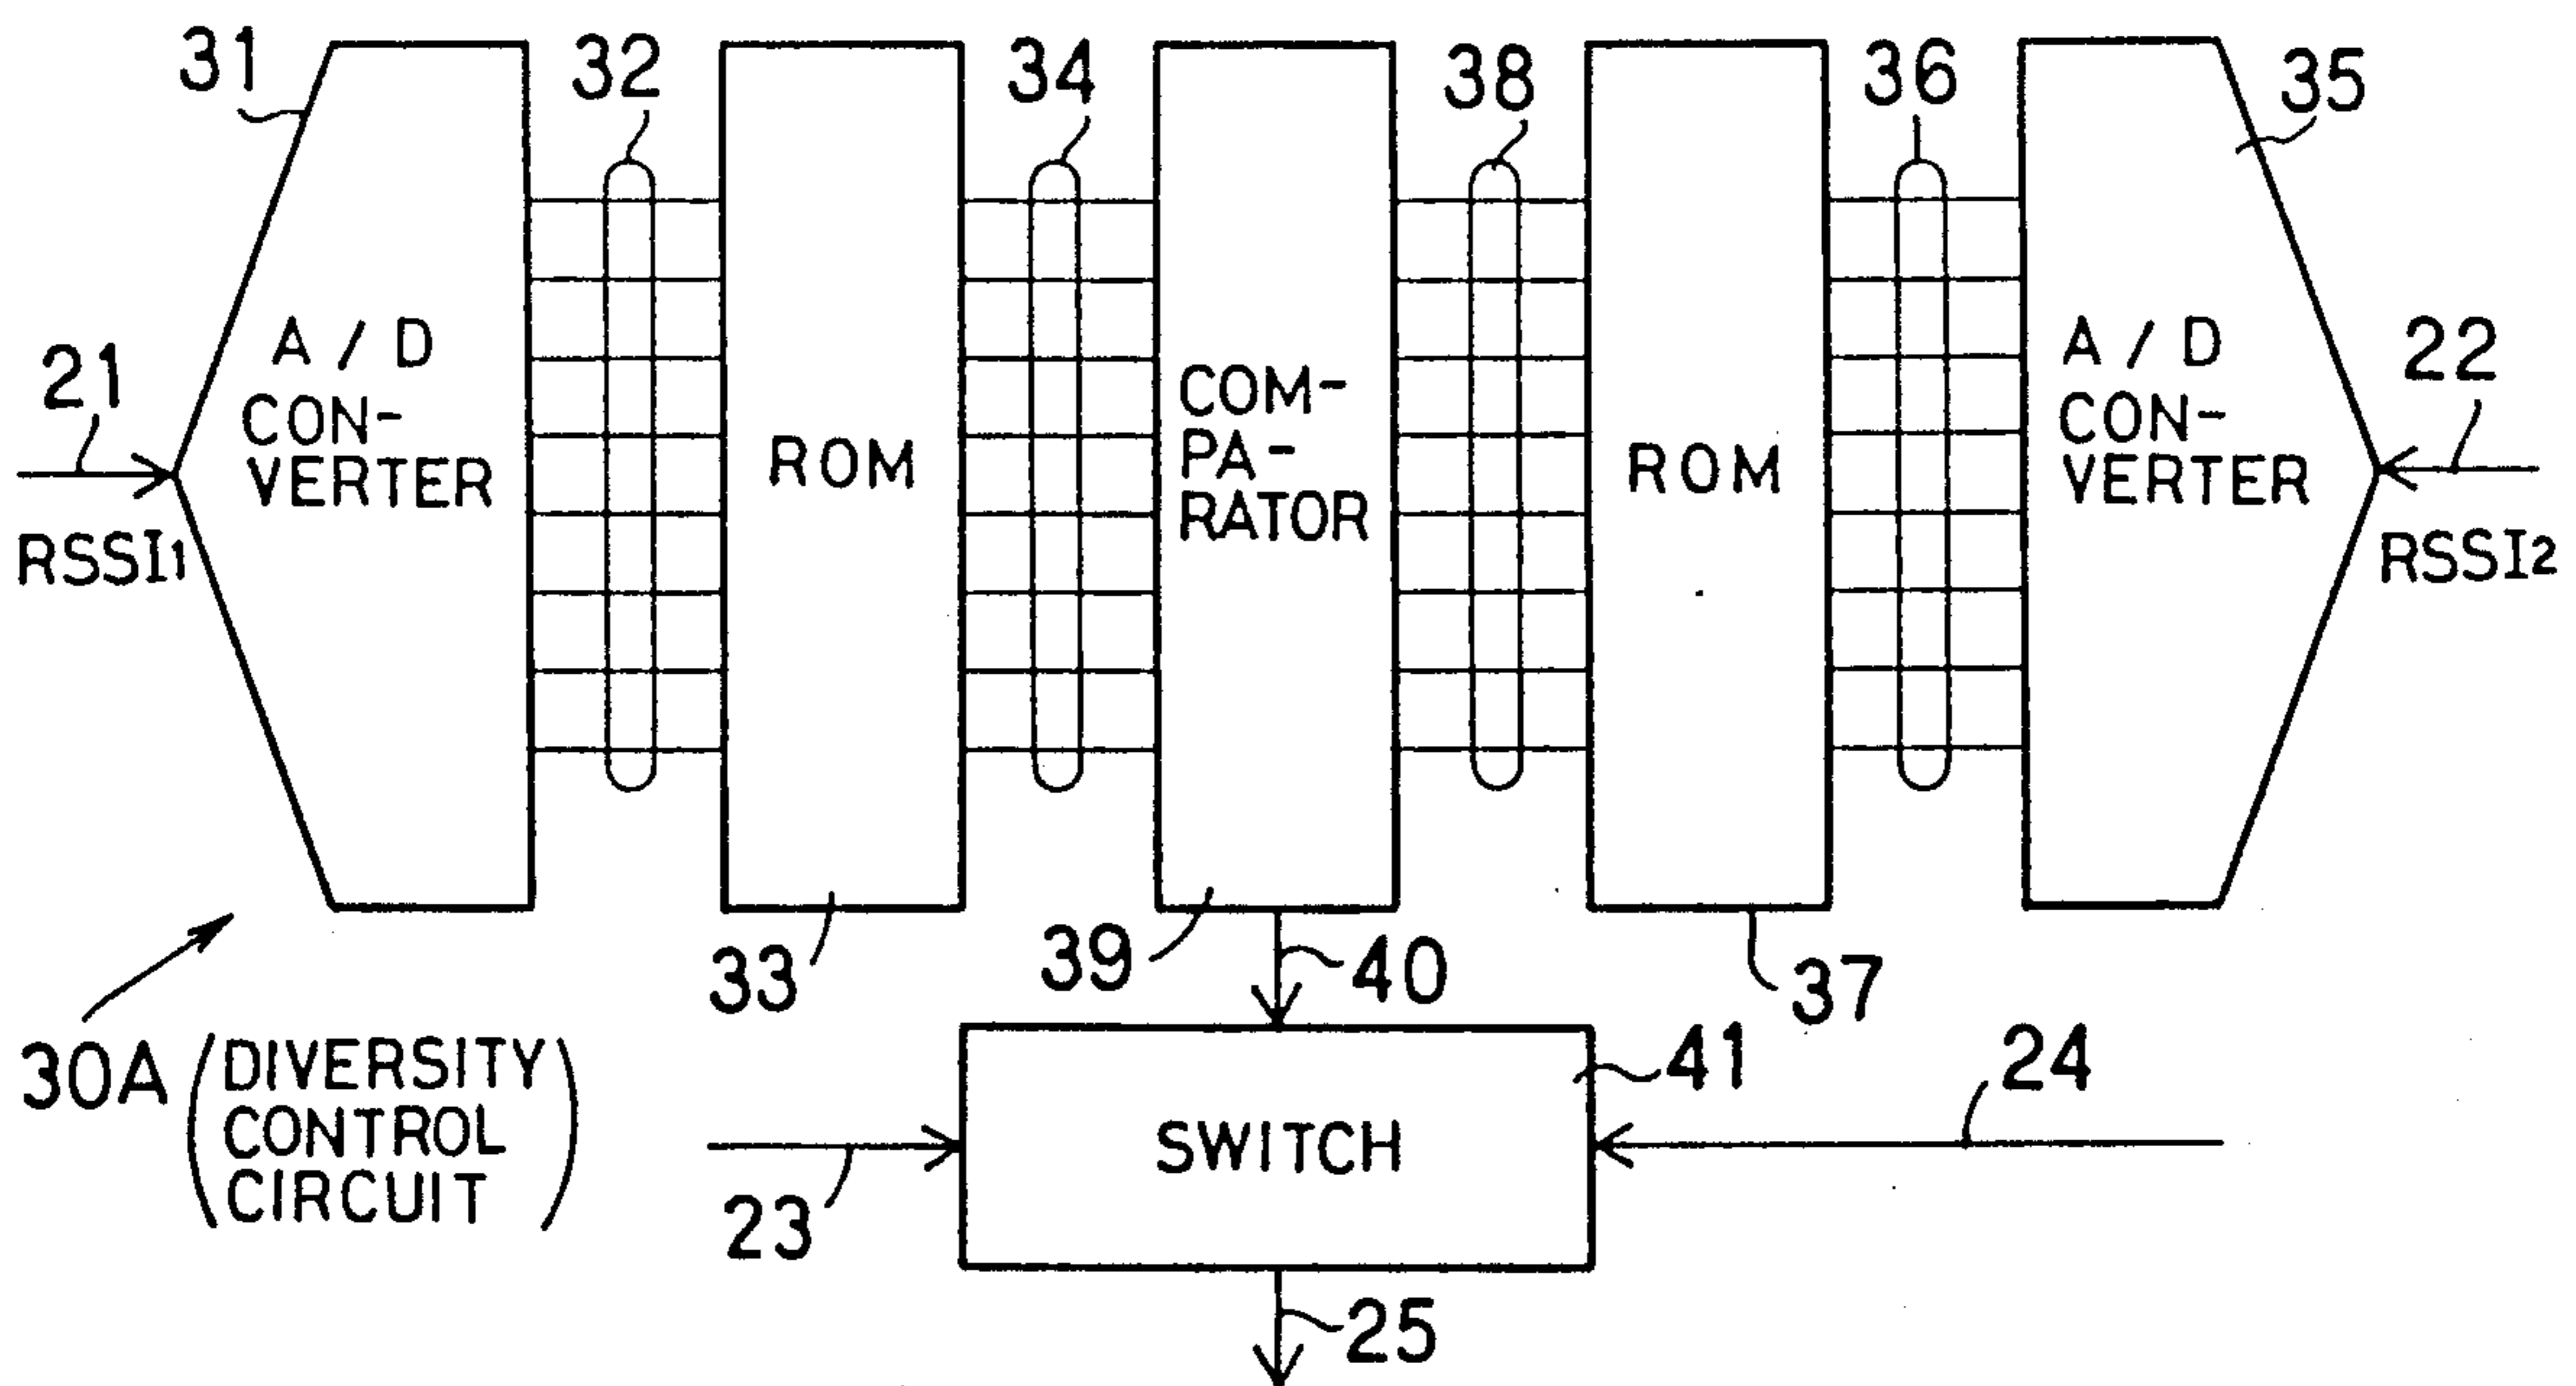 31
32
34
38
36
35
A / D
CON-
VERTER
ROM
COM-
PA-
RATOR
ROM
A / D
CON-
VERTER
21
RSSI1
22
RSSI2
33
39
40
37
30A (DIVERSITY
CONTROL
CIRCUIT)
41
24
SWITCH
23
25